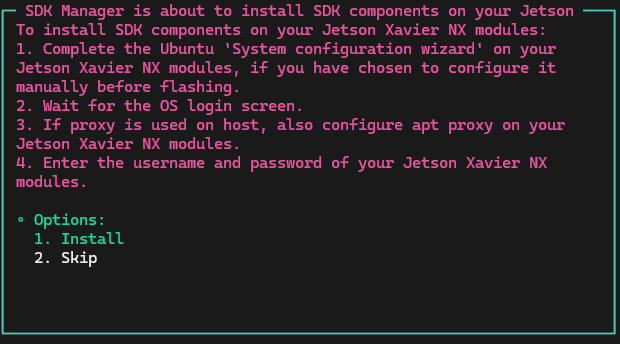 SDK Manager is about to install SDK components on your Jetson
To install SDK components on your Jetson Xavier NX modules:
1. Complete the Ubuntu 'System configuration wizard' on your
Jetson Xavier NX modules, if you have chosen to configure it
manually before flashing.
2. Wait for the OS login screen.
3. If proxy is used on host, also configure apt proxy on your
Jetson Xavier NX modules.
4. Enter the username and password of your Jetson Xavier NX
modules.
∘ Options:
1. Install
2. Skip